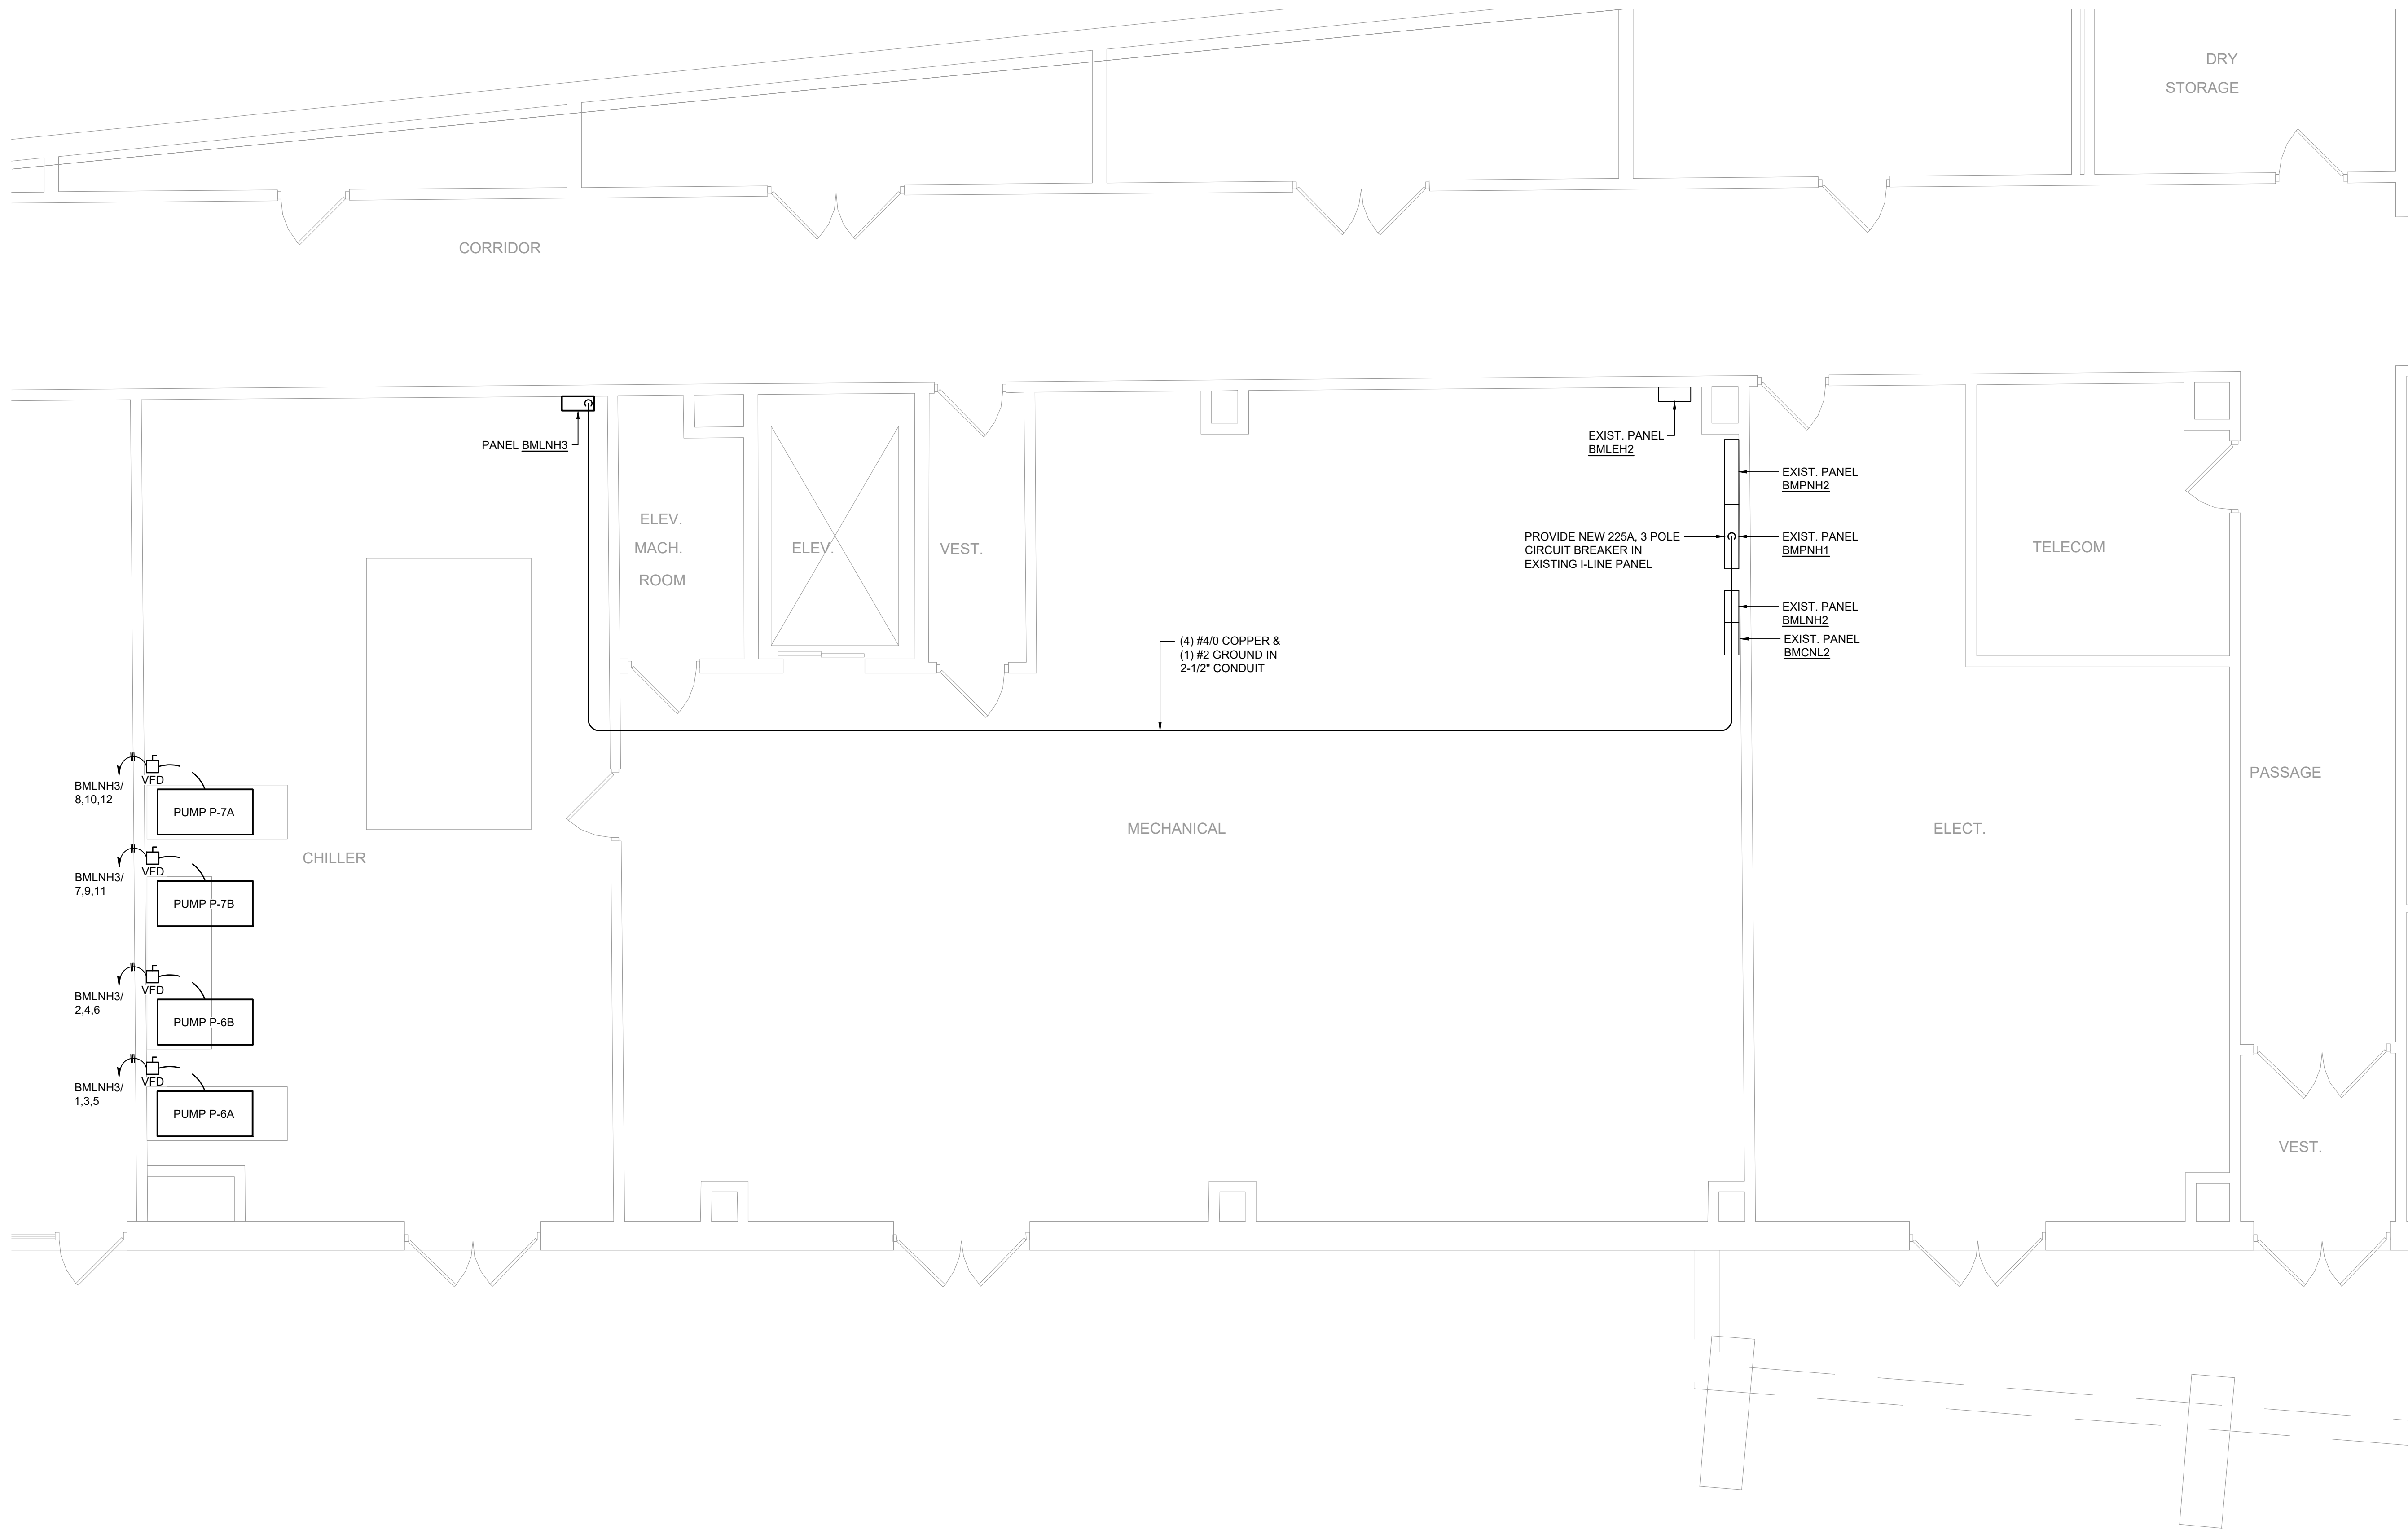 DRY
STORAGE
CORRIDOR
PANEL BMLNH3
EXIST. PANEL
BMLEH2
EXIST. PANEL
BMPNH2
ELEV.
MACH.
ROOM
ELEV.
VEST.
PROVIDE NEW 225A, 3 POLE
CIRCUIT BREAKER IN
EXISTING I-LINE PANEL
EXIST. PANEL
BMPNH1
TELECOM
EXIST. PANEL
BMLNH2
EXIST. PANEL
BMCNL2
(4) #4/0 COPPER &
(1) #2 GROUND IN
2-1/2" CONDUIT
PASSAGE
VFD
BMLNH3/
8,10,12
PUMP P-7A
CHILLER
MECHANICAL
ELECT.
VFD
BMLNH3/
7,9,11
PUMP P-7B
VFD
BMLNH3/
2,4,6
PUMP P-6B
VFD
BMLNH3/
1,3,5
PUMP P-6A
VEST.